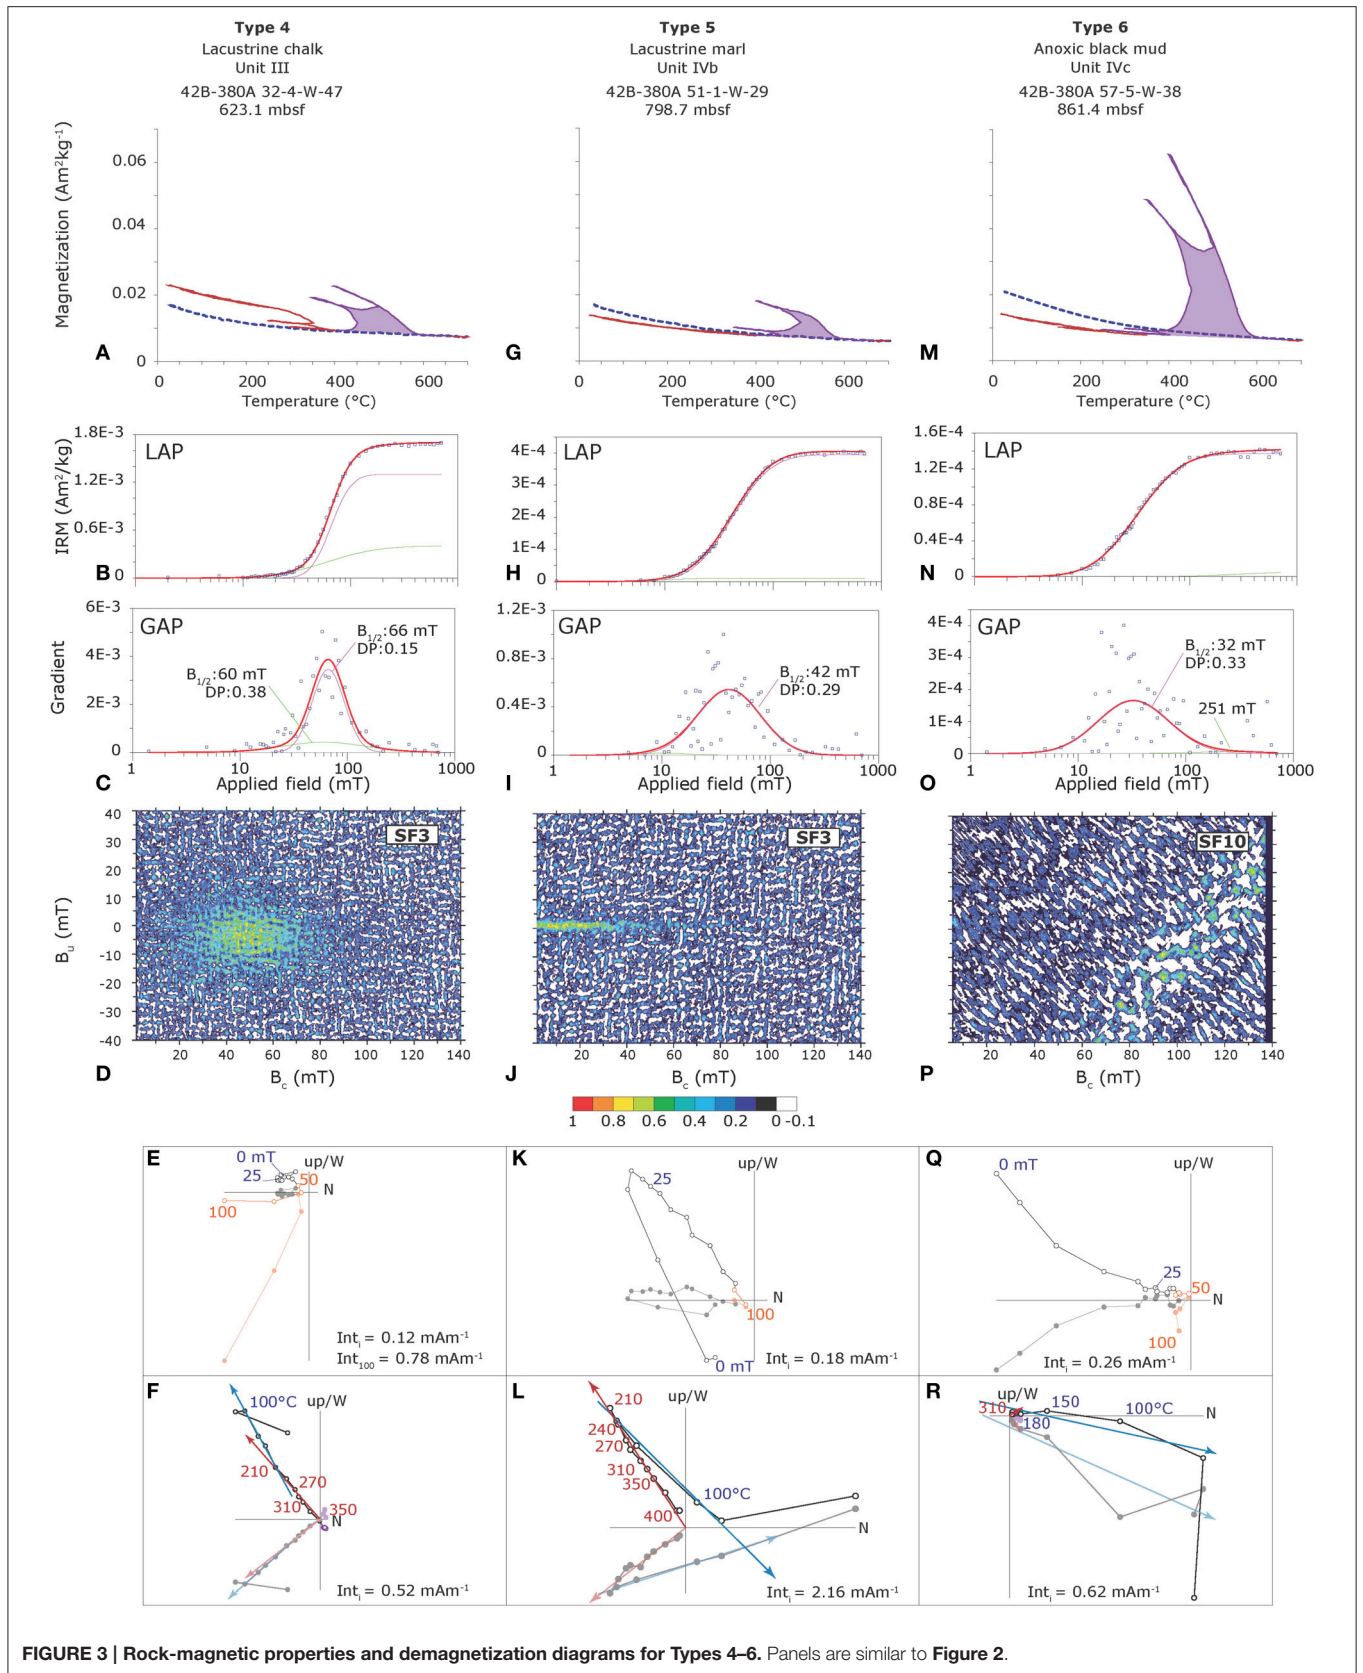 Type 4
Lacustrine chalk
Unit III
42B-380A 32-4-W-47
623.1 mbsf
Type 5
Lacustrine marl
Unit IVb
42B-380A 51-1-W-29
798.7 mbsf
Type 6
Anoxic black mud
Unit IVc
42B-380A 57-5-W-38
861.4 mbsf
Magnetization (Am²kg⁻¹)
0.06
0.04
0.02
0
A
0 200 400 600
Temperature (°C)
G
0 200 400 600
Temperature (°C)
M
0 200 400 600
Temperature (°C)
IRM (Am²/kg)
1.8E-3
1.2E-3
0.6E-3
0
LAP
B
4E-4
3E-4
2E-4
1E-4
0
LAP
H
1.6E-4
1.2E-4
0.8E-4
0.4E-4
0
LAP
N
Gradient
6E-3
4E-3
2E-3
0
GAP
B1/2:66 mT
DP:0.15
B1/2:60 mT
DP:0.38
1 10 100 1000
C
Applied field (mT)
1.2E-3
0.8E-3
0.4E-3
0
GAP
B1/2:42 mT
DP:0.29
1 10 100 1000
I
Applied field (mT)
4E-4
3E-4
2E-4
1E-4
0
GAP
B1/2:32 mT
DP:0.33
251 mT
1 10 100 1000
O
Applied field (mT)
Bu (mT)
40
30
20
10
0
-10
-20
-30
-40
SF3
20 40 60 80 100 120 140
D
Bc (mT)
SF3
20 40 60 80 100 120 140
J
Bc (mT)
SF10
20 40 60 80 100 120 140
P
Bc (mT)
1 0.8 0.6 0.4 0.2 0 -0.1
E
up/W
0 mT
25
50
N
100
Inti = 0.12 mAm⁻¹
Int100 = 0.78 mAm⁻¹
K
up/W
25
N
100
0 mT
Inti = 0.18 mAm⁻¹
Q
0 mT
up/W
25
50
N
100
Inti = 0.26 mAm⁻¹
F
100°C
up/W
210
270
310
350
N
Inti = 0.52 mAm⁻¹
L
210
up/W
240
270
310
350
100°C
400
N
Inti = 2.16 mAm⁻¹
R
up/W
310
150
180
100°C
N
Inti = 0.62 mAm⁻¹
FIGURE 3 | Rock-magnetic properties and demagnetization diagrams for Types 4–6. Panels are similar to Figure 2.